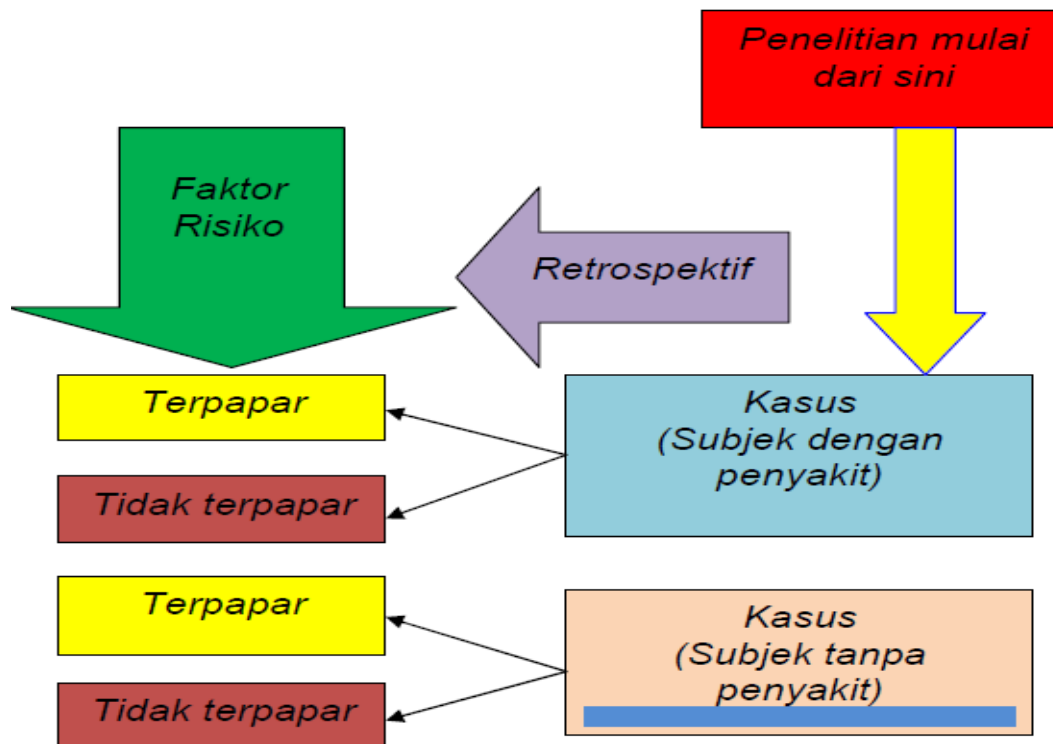 Penelitian mulai
dari sini
Faktor
Risiko
Retrospektif
Terpapar
Kasus
(Subjek dengan
penyakit)
Tidak terpapar
Terpapar
Kasus
(Subjek tanpa
penyakit)
Tidak terpapar